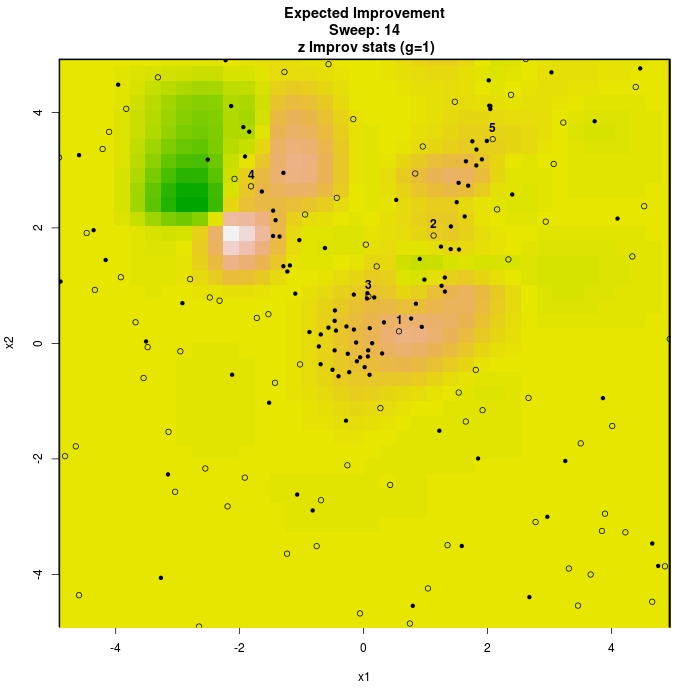 Expected Improvement
Sweep: 14
z Improv stats (g=1)
4
5
4
2
2
3
1
0
x2
-2
-4
-4 -2 0 2 4
x1